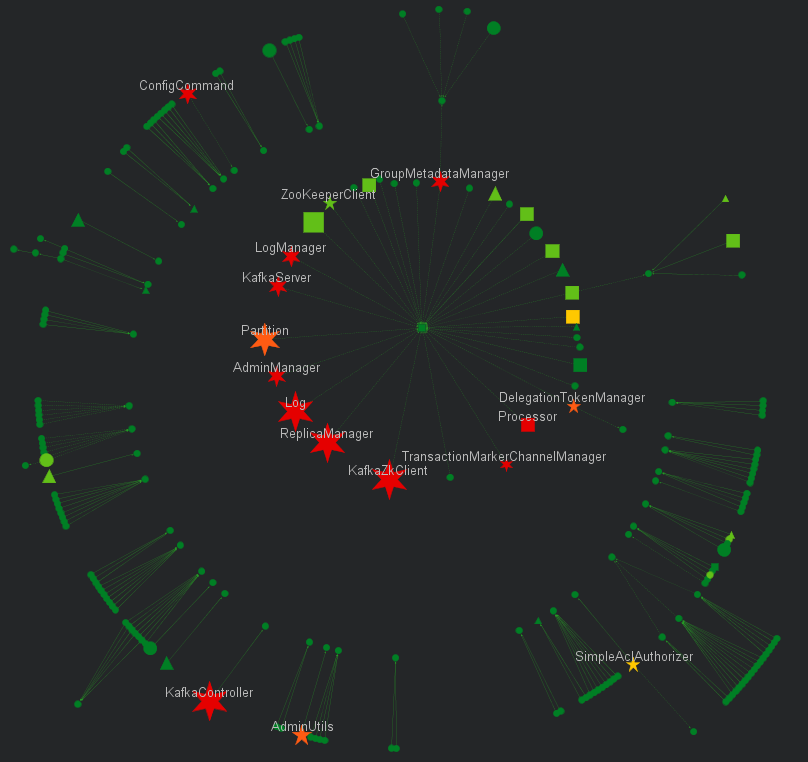 ConfigCommand
GroupMetadataManager
ZooKeeperClient
LogManager
KafkaServer
Partition
AdminManager
DelegationTokenManager
Log
Processor
ReplicaManager
TransactionMarkerChannelManager
KafkaZkClient
SimpleAclAuthorizer
KafkaController
AdminUtils